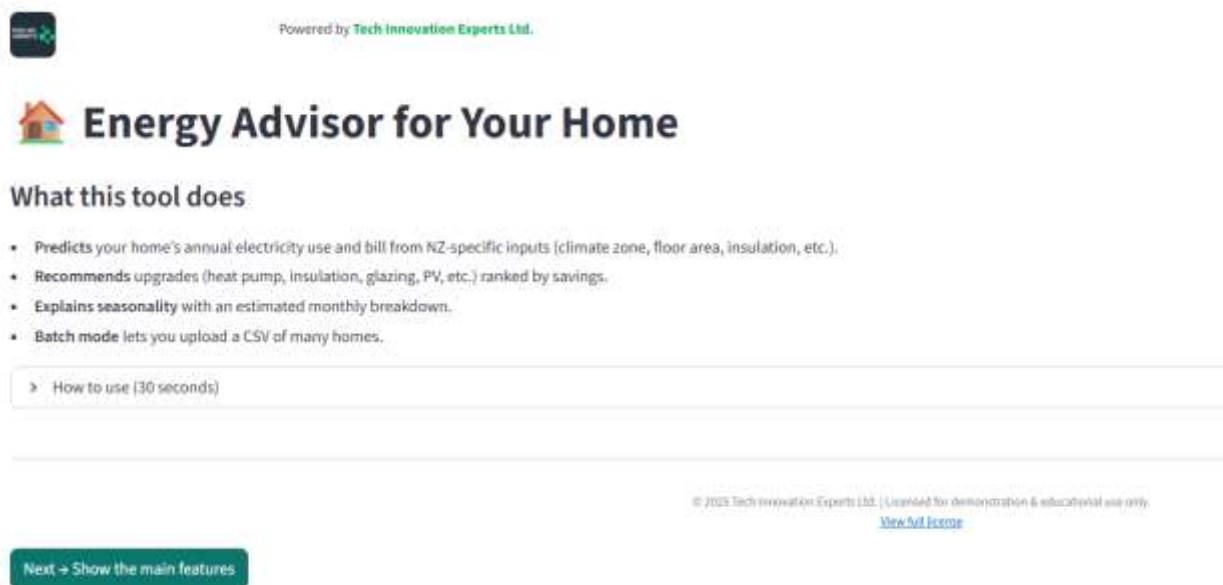 Powered by Tech Innovation Experts Ltd.
Energy Advisor for Your Home
What this tool does
• Predicts your home's annual electricity use and bill from NZ-specific inputs (climate zone, floor area, insulation, etc.).
• Recommends upgrades (heat pump, insulation, glazing, PV, etc.) ranked by savings.
• Explains seasonality with an estimated monthly breakdown.
• Batch mode lets you upload a CSV of many homes.
> How to use (30 seconds)
© 2025 Tech Innovation Experts Ltd. | Licensed for demonstration & educational use only.
View full license
Next → Show the main features